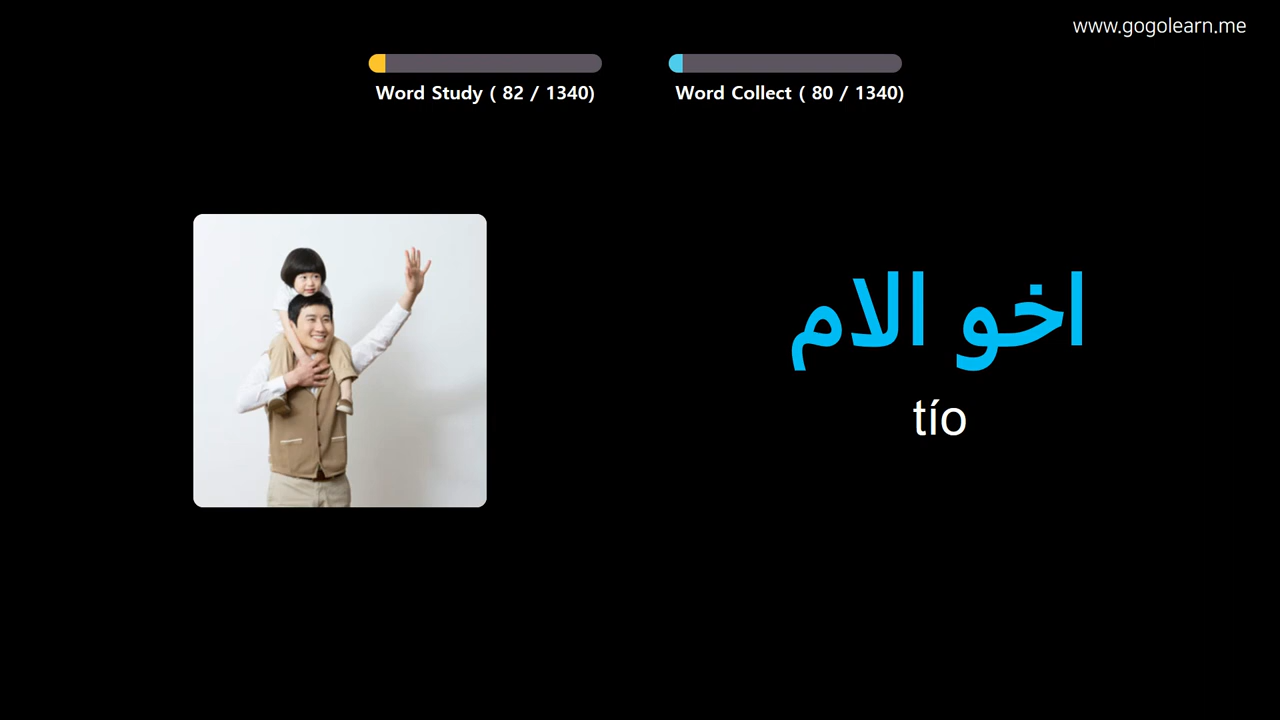 www.gogolearn.me
Word Study ( 82 / 1340)
Word Collect ( 80 / 1340)
اخو الام
tío